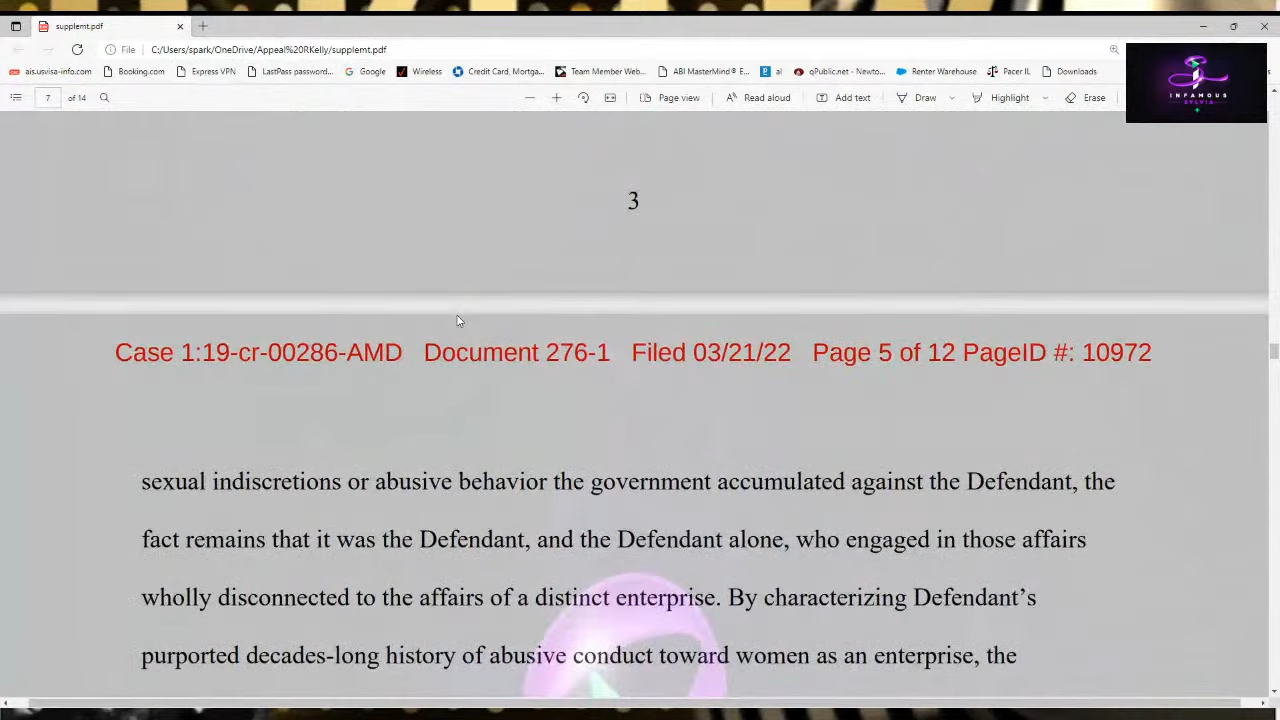 supplemt.pdf
File C:/Users/spark/OneDrive/Appeal%20RKelly/supplemt.pdf
ais.usvisa-info.com Booking.com Express VPN LastPass password... Google Wireless Credit Card, Mortga... Team Member Web... ABI MasterMind® E... al qPublic.net - Newto... Renter Warehouse Pacer IL Downloads
7 of 14 Page view Read aloud Add text Draw Highlight Erase
INFAMOUS
SYLVIA
3
Case 1:19-cr-00286-AMD Document 276-1 Filed 03/21/22 Page 5 of 12 PageID #: 10972
sexual indiscretions or abusive behavior the government accumulated against the Defendant, the
fact remains that it was the Defendant, and the Defendant alone, who engaged in those affairs
wholly disconnected to the affairs of a distinct enterprise. By characterizing Defendant’s
purported decades-long history of abusive conduct toward women as an enterprise, the